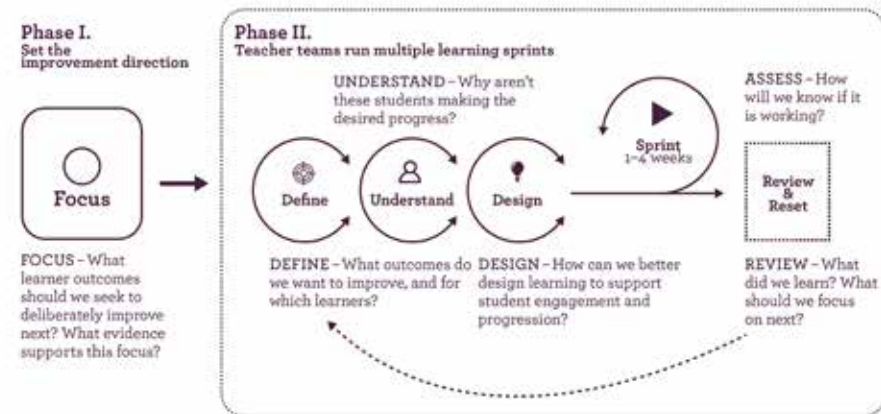 Phase I.
Set the
improvement direction
Focus
FOCUS – What
learner outcomes
should we seek to
deliberately improve
next? What evidence
supports this focus?
Phase II.
Teacher teams run multiple learning sprints
UNDERSTAND – Why aren't
these students making the
desired progress?
Define
Understand
Design
DEFINE – What outcomes do
we want to improve, and for
which learners?
DESIGN – How can we better
design learning to support
student engagement and
progression?
Sprint
1–4 weeks
ASSESS – How
will we know if it
is working?
Review
&
Reset
REVIEW – What
did we learn? What
should we focus
on next?